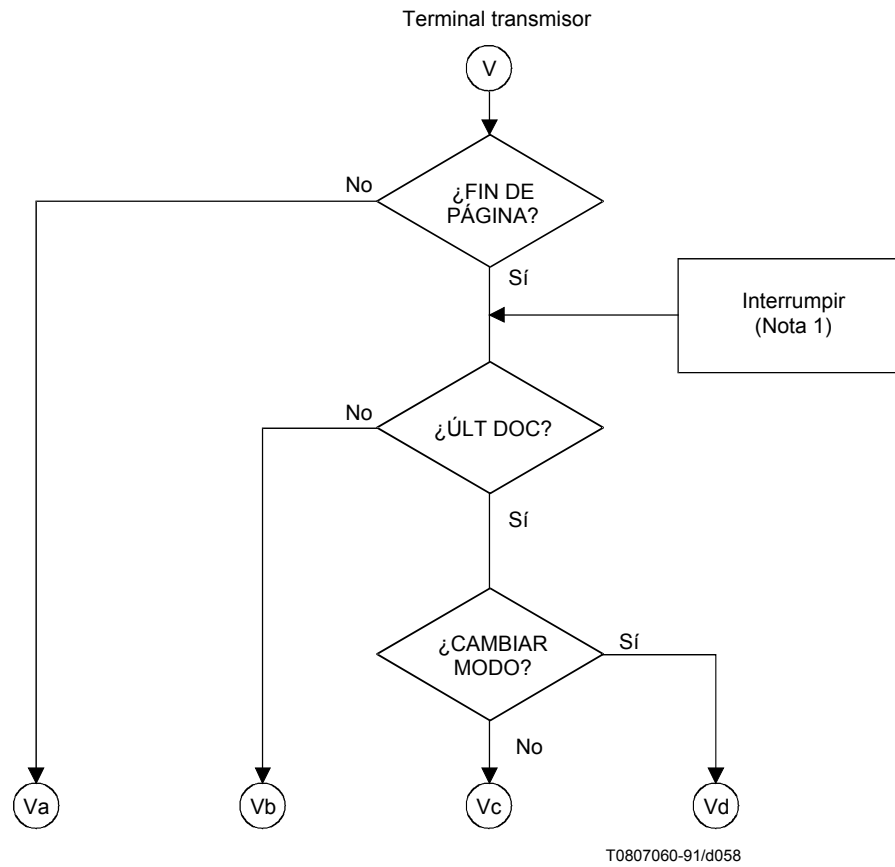 Terminal transmisor
V
No
¿FIN DE
PÁGINA?
Sí
Interrumpir
(Nota 1)
No
¿ÚLT DOC?
Sí
¿CAMBIAR
MODO?
Sí
No
Va
Vb
Vc
Vd
T0807060-91/d058